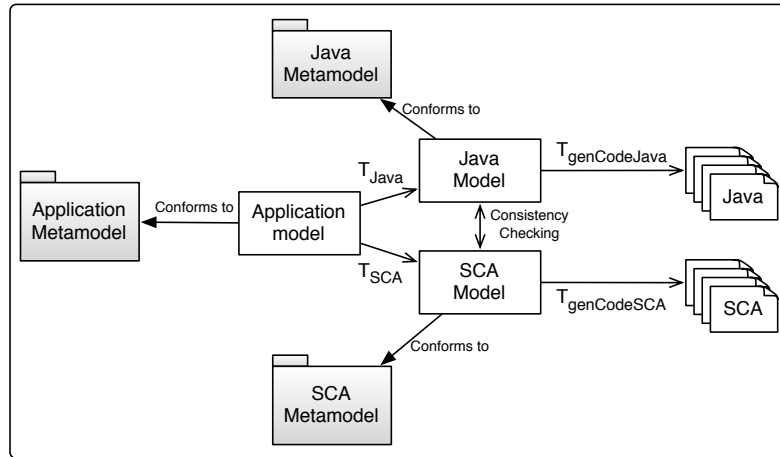 Java
Metamodel
Conforms to
T_Java
Java
Model
T_genCodeJava
Java
Application
Metamodel
Conforms to
Application
model
Consistency
Checking
T_SCA
SCA
Model
T_genCodeSCA
SCA
Conforms to
SCA
Metamodel